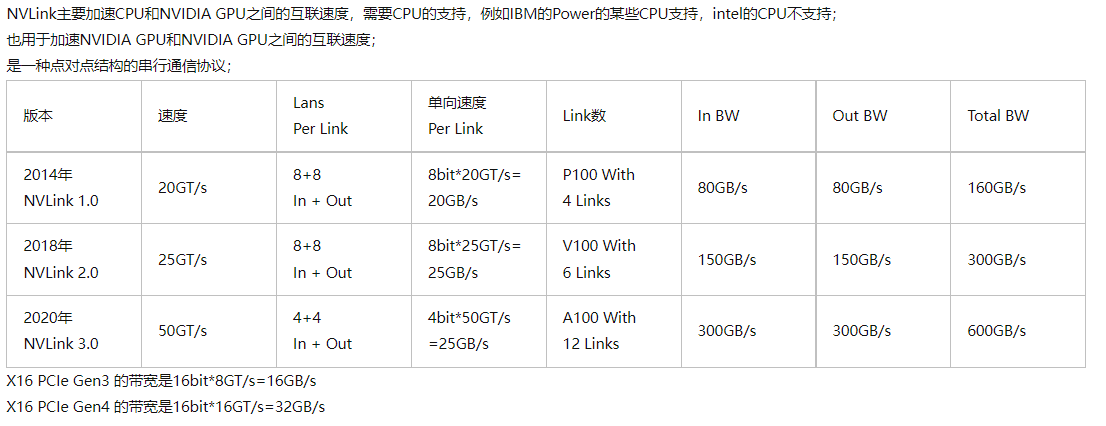 NVLink主要加速CPU和NVIDIA GPU之间的互联速度，需要CPU的支持，例如IBM的Power的某些CPU支持，intel的CPU不支持；
也用于加速NVIDIA GPU和NVIDIA GPU之间的互联速度；
是一种点对点结构的串行通信协议；
版本 速度 Lans Per Link 单向速度 Per Link Link数 In BW Out BW Total BW
2014年 NVLink 1.0 20GT/s 8+8 In + Out 8bit*20GT/s= 20GB/s P100 With 4 Links 80GB/s 80GB/s 160GB/s
2018年 NVLink 2.0 25GT/s 8+8 In + Out 8bit*25GT/s= 25GB/s V100 With 6 Links 150GB/s 150GB/s 300GB/s
2020年 NVLink 3.0 50GT/s 4+4 In + Out 4bit*50GT/s =25GB/s A100 With 12 Links 300GB/s 300GB/s 600GB/s
X16 PCIe Gen3 的带宽是16bit*8GT/s=16GB/s
X16 PCIe Gen4 的带宽是16bit*16GT/s=32GB/s